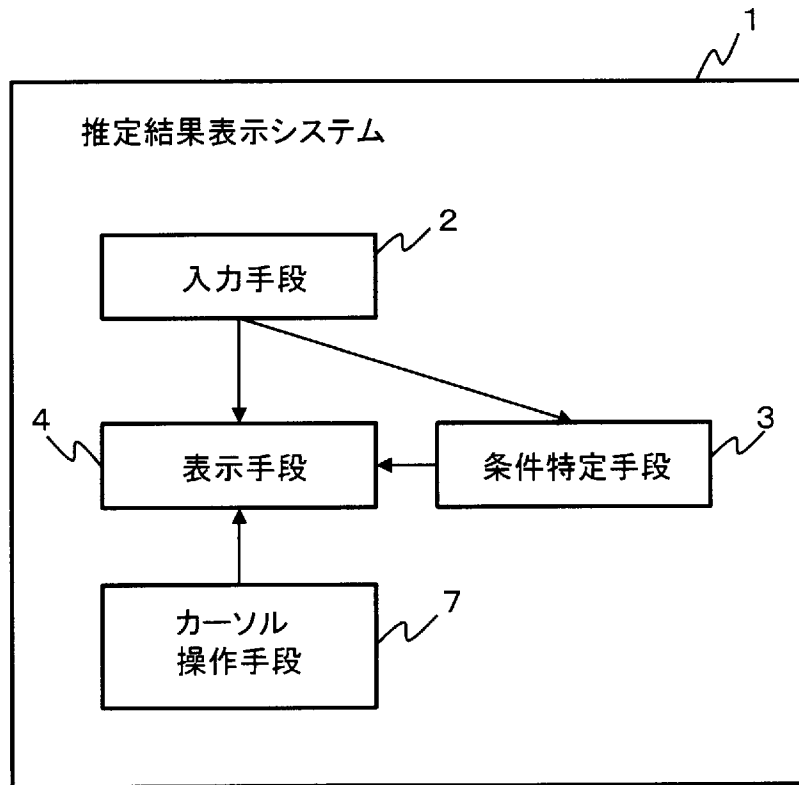 1
推定結果表示システム
2
入力手段
4
表示手段
3
条件特定手段
7
カーソル
操作手段